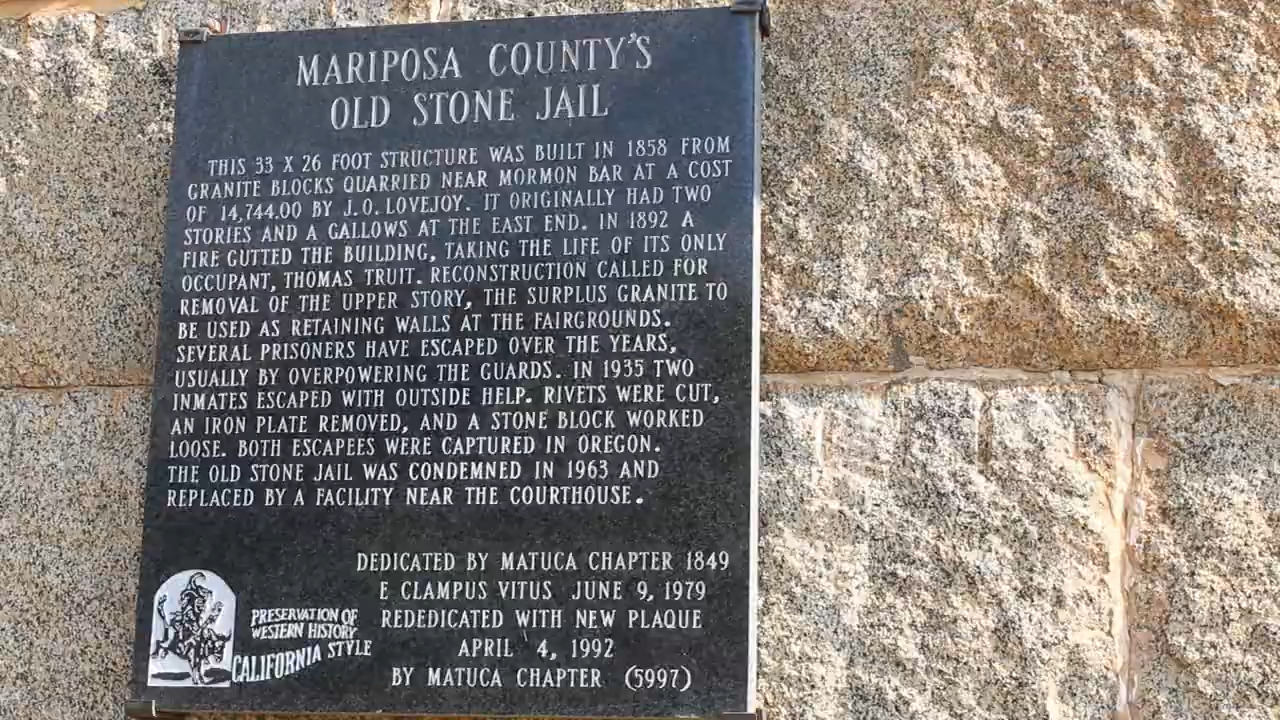 MARIPOSA COUNTY'S
OLD STONE JAIL
THIS 33 X 26 FOOT STRUCTURE WAS BUILT IN 1858 FROM
GRANITE BLOCKS QUARRIED NEAR MORMON BAR AT A COST
OF 14,744.00 BY J.O. LOVEJOY. IT ORIGINALLY HAD TWO
STORIES AND A GALLOWS AT THE EAST END. IN 1892 A
FIRE GUTTED THE BUILDING, TAKING THE LIFE OF ITS ONLY
OCCUPANT, THOMAS TRUIT. RECONSTRUCTION CALLED FOR
REMOVAL OF THE UPPER STORY, THE SURPLUS GRANITE TO
BE USED AS RETAINING WALLS AT THE FAIRGROUNDS.
SEVERAL PRISONERS HAVE ESCAPED OVER THE YEARS,
USUALLY BY OVERPOWERING THE GUARDS. IN 1935 TWO
INMATES ESCAPED WITH OUTSIDE HELP. RIVETS WERE CUT,
AN IRON PLATE REMOVED, AND A STONE BLOCK WORKED
LOOSE. BOTH ESCAPEES WERE CAPTURED IN OREGON.
THE OLD STONE JAIL WAS CONDEMNED IN 1963 AND
REPLACED BY A FACILITY NEAR THE COURTHOUSE.
DEDICATED BY MATUCA CHAPTER 1849
E CLAMPUS VITUS JUNE 9, 1979
REDEDICATED WITH NEW PLAQUE
APRIL 4, 1992
BY MATUCA CHAPTER (5997)
PRESERVATION OF
WESTERN HISTORY
CALIFORNIA STYLE